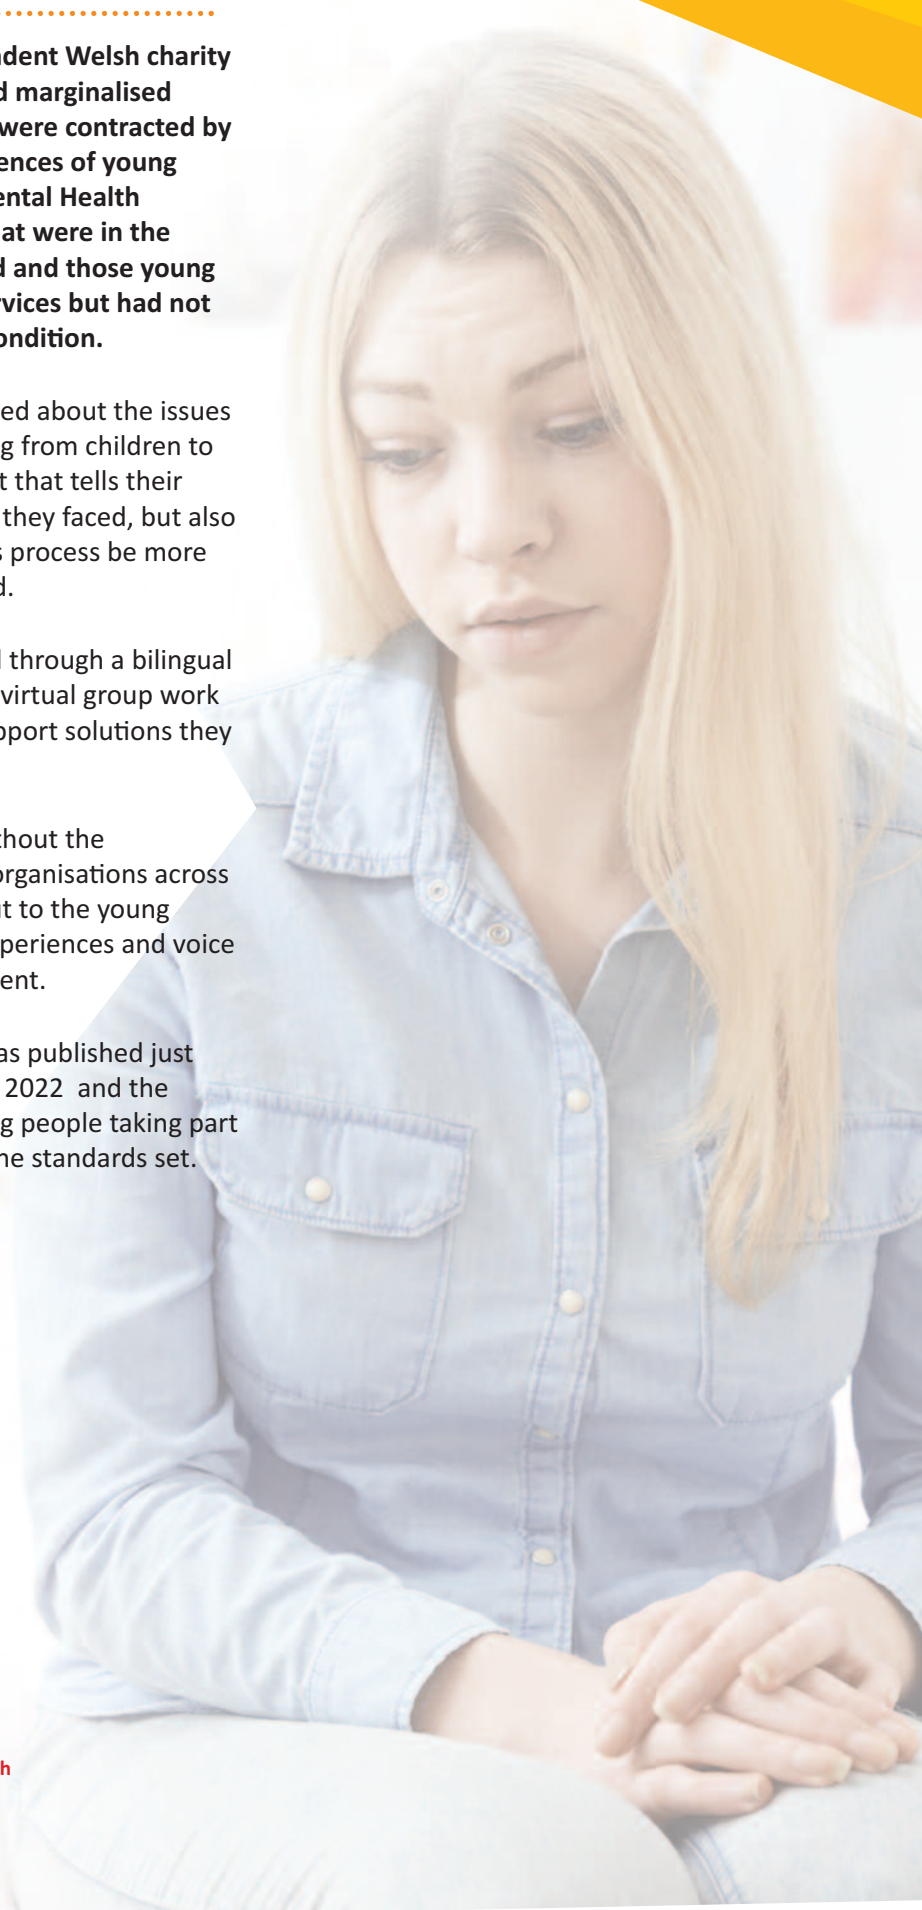 dent Welsh charity
marginalised
were contracted by
ences of young
ental Health
at were in the
and those young
rvices but had not
ondition.
ed about the issues
g from children to
t that tells their
they faced, but also
s process be more
d.
through a bilingual
virtual group work
pport solutions they
thout the
organisations across
t to the young
periences and voice
ent.
as published just
2022 and the
g people taking part
he standards set.
h